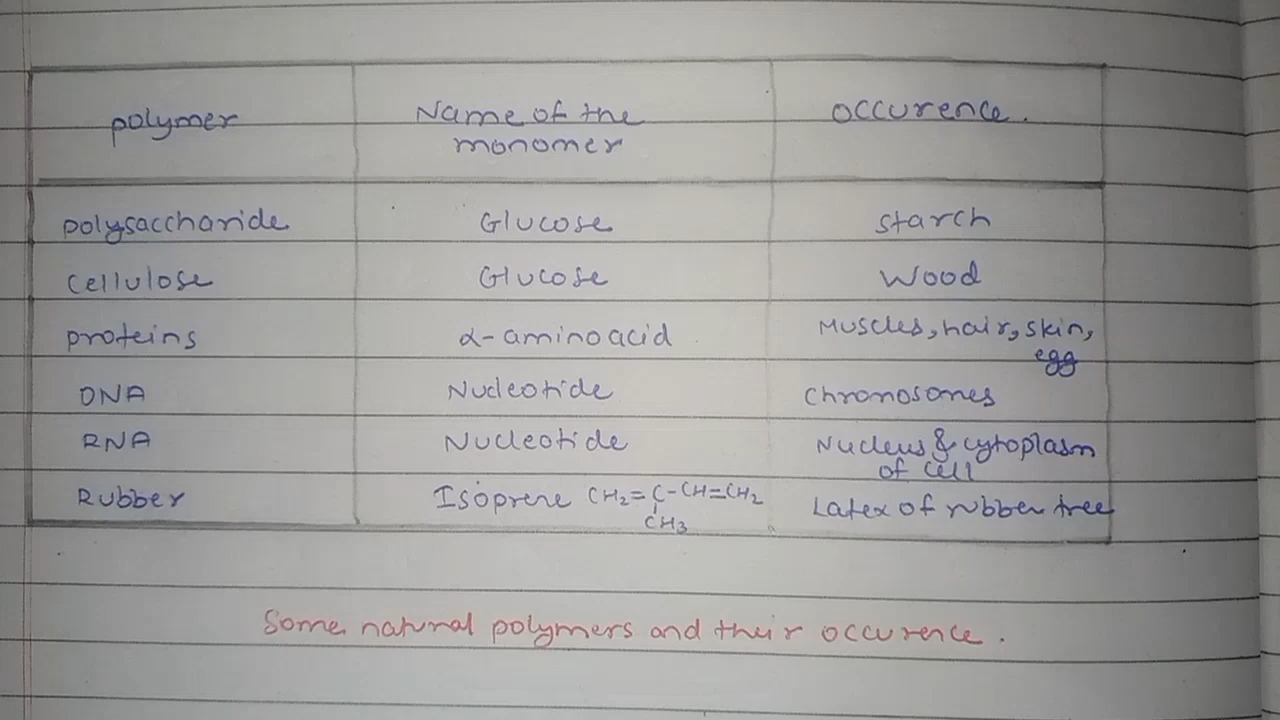 polymer Name of the monomer occurence.
polysaccharide Glucose starch
cellulose Glucose Wood
proteins α-aminoacid Muscles, hair, skin, egg
DNA Nucleotide Chromosomes
RNA Nucleotide Nucleus & cytoplasm of cell
Rubber Isoprene CH2=C-CH=CH2 Latex of rubber tree
CH3
Some natural polymers and their occurence.